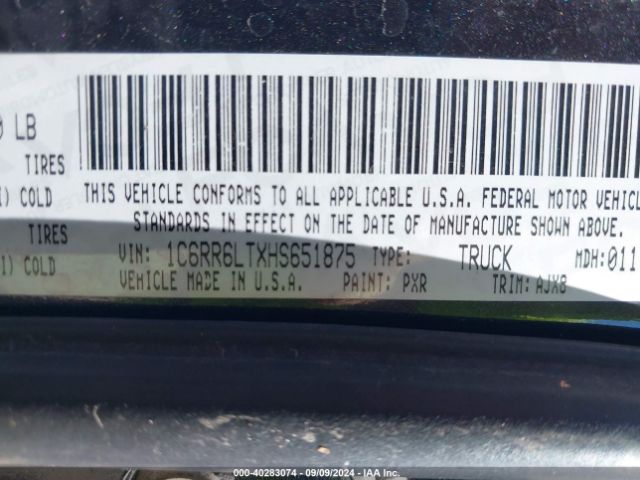 LB
TIRES
COLD
TIRES
COLD
THIS VEHICLE CONFORMS TO ALL APPLICABLE U.S.A. FEDERAL MOTOR VEHICL
STANDARDS IN EFFECT ON THE DATE OF MANUFACTURE SHOWN ABOVE.
VIN: 1C6RR6LTXHS651875 TYPE: TRUCK MDH:011
VEHICLE MADE IN U.S.A. PAINT: PXR TRIM: AJX8
000-40283074 - 09/09/2024 - IAA Inc.